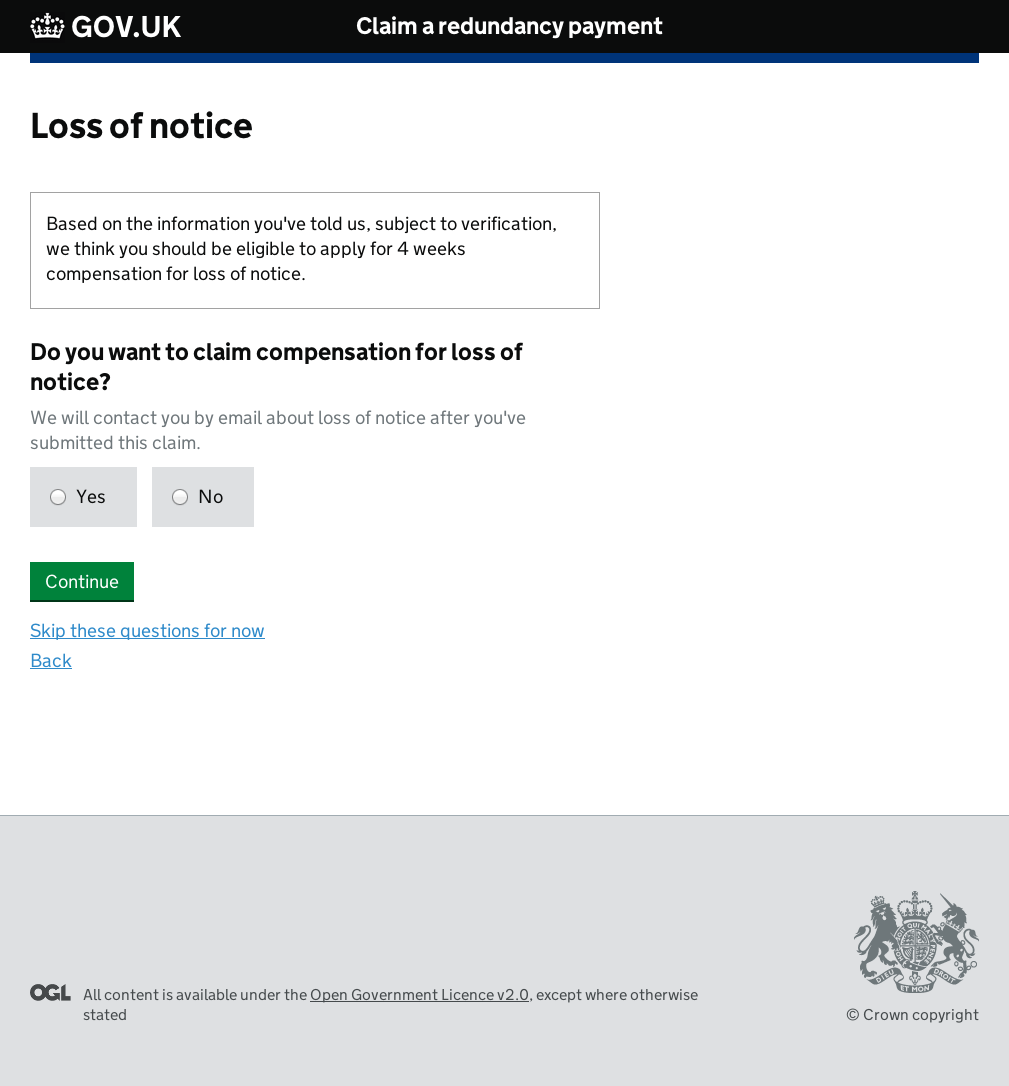 GOV.UK
Claim a redundancy payment
Loss of notice
Based on the information you've told us, subject to verification,
we think you should be eligible to apply for 4 weeks
compensation for loss of notice.
Do you want to claim compensation for loss of
notice?
We will contact you by email about loss of notice after you've
submitted this claim.
Yes
No
Continue
Skip these questions for now
Back
OGL
All content is available under the Open Government Licence v2.0, except where otherwise
stated
DIEU ET MON DROIT
© Crown copyright